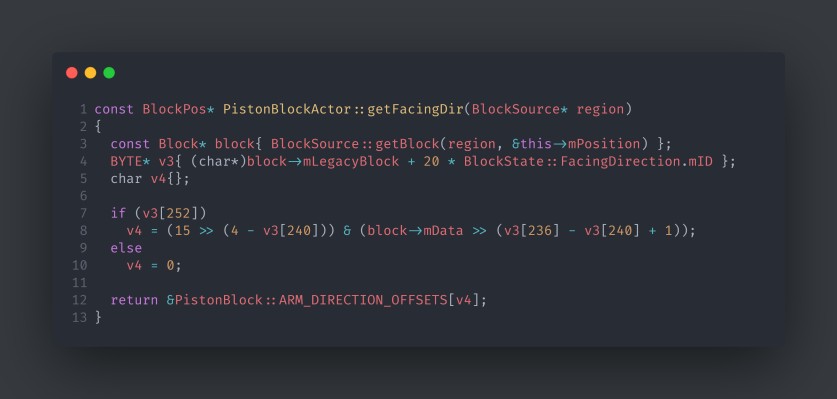 1 const BlockPos* PistonBlockActor::getFacingDir(BlockSource* region)
2 {
3   const Block* block{ BlockSource::getBlock(region, &this->mPosition) };
4   BYTE* v3{ (char*)block->mLegacyBlock + 20 * BlockState::FacingDirection.mID };
5   char v4{};
6
7   if (v3[252])
8     v4 = (15 >> (4 - v3[240])) & (block->mData >> (v3[236] - v3[240] + 1));
9   else
10     v4 = 0;
11
12   return &PistonBlock::ARM_DIRECTION_OFFSETS[v4];
13 }